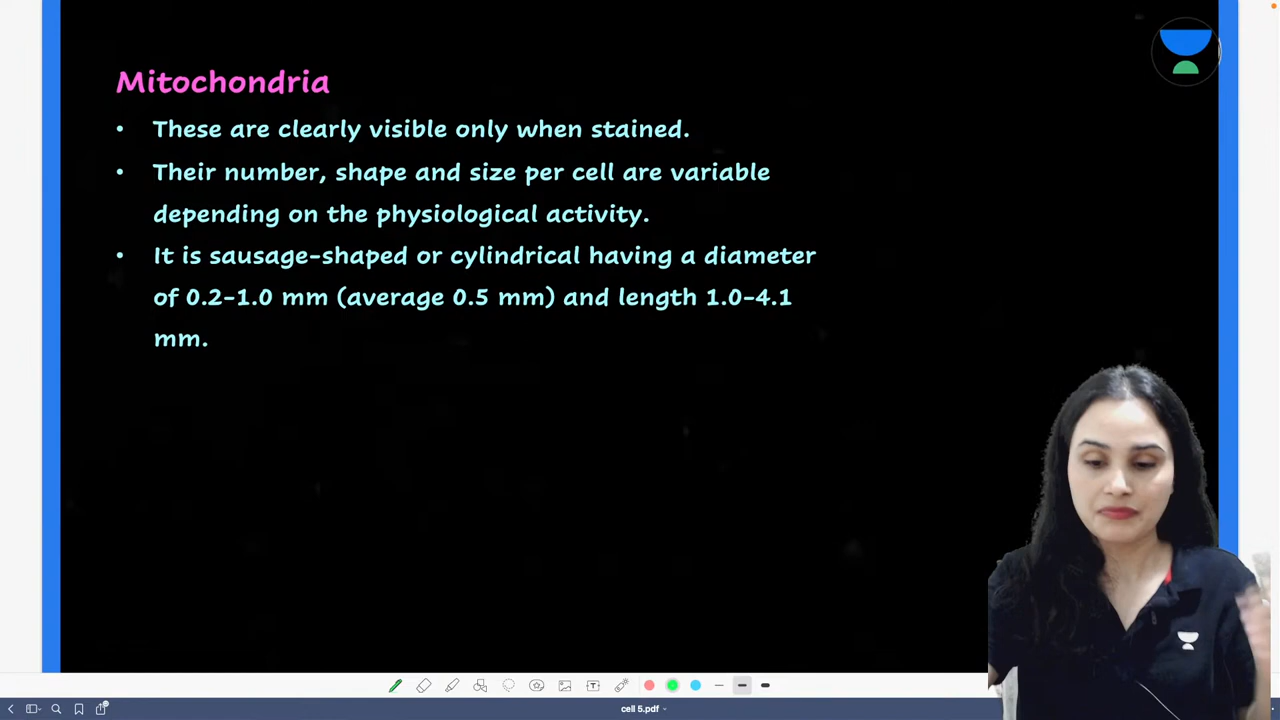 Mitochondria
• These are clearly visible only when stained.
• Their number, shape and size per cell are variable
depending on the physiological activity.
• It is sausage-shaped or cylindrical having a diameter
of 0.2-1.0 mm (average 0.5 mm) and length 1.0-4.1
mm.
cell 5.pdf